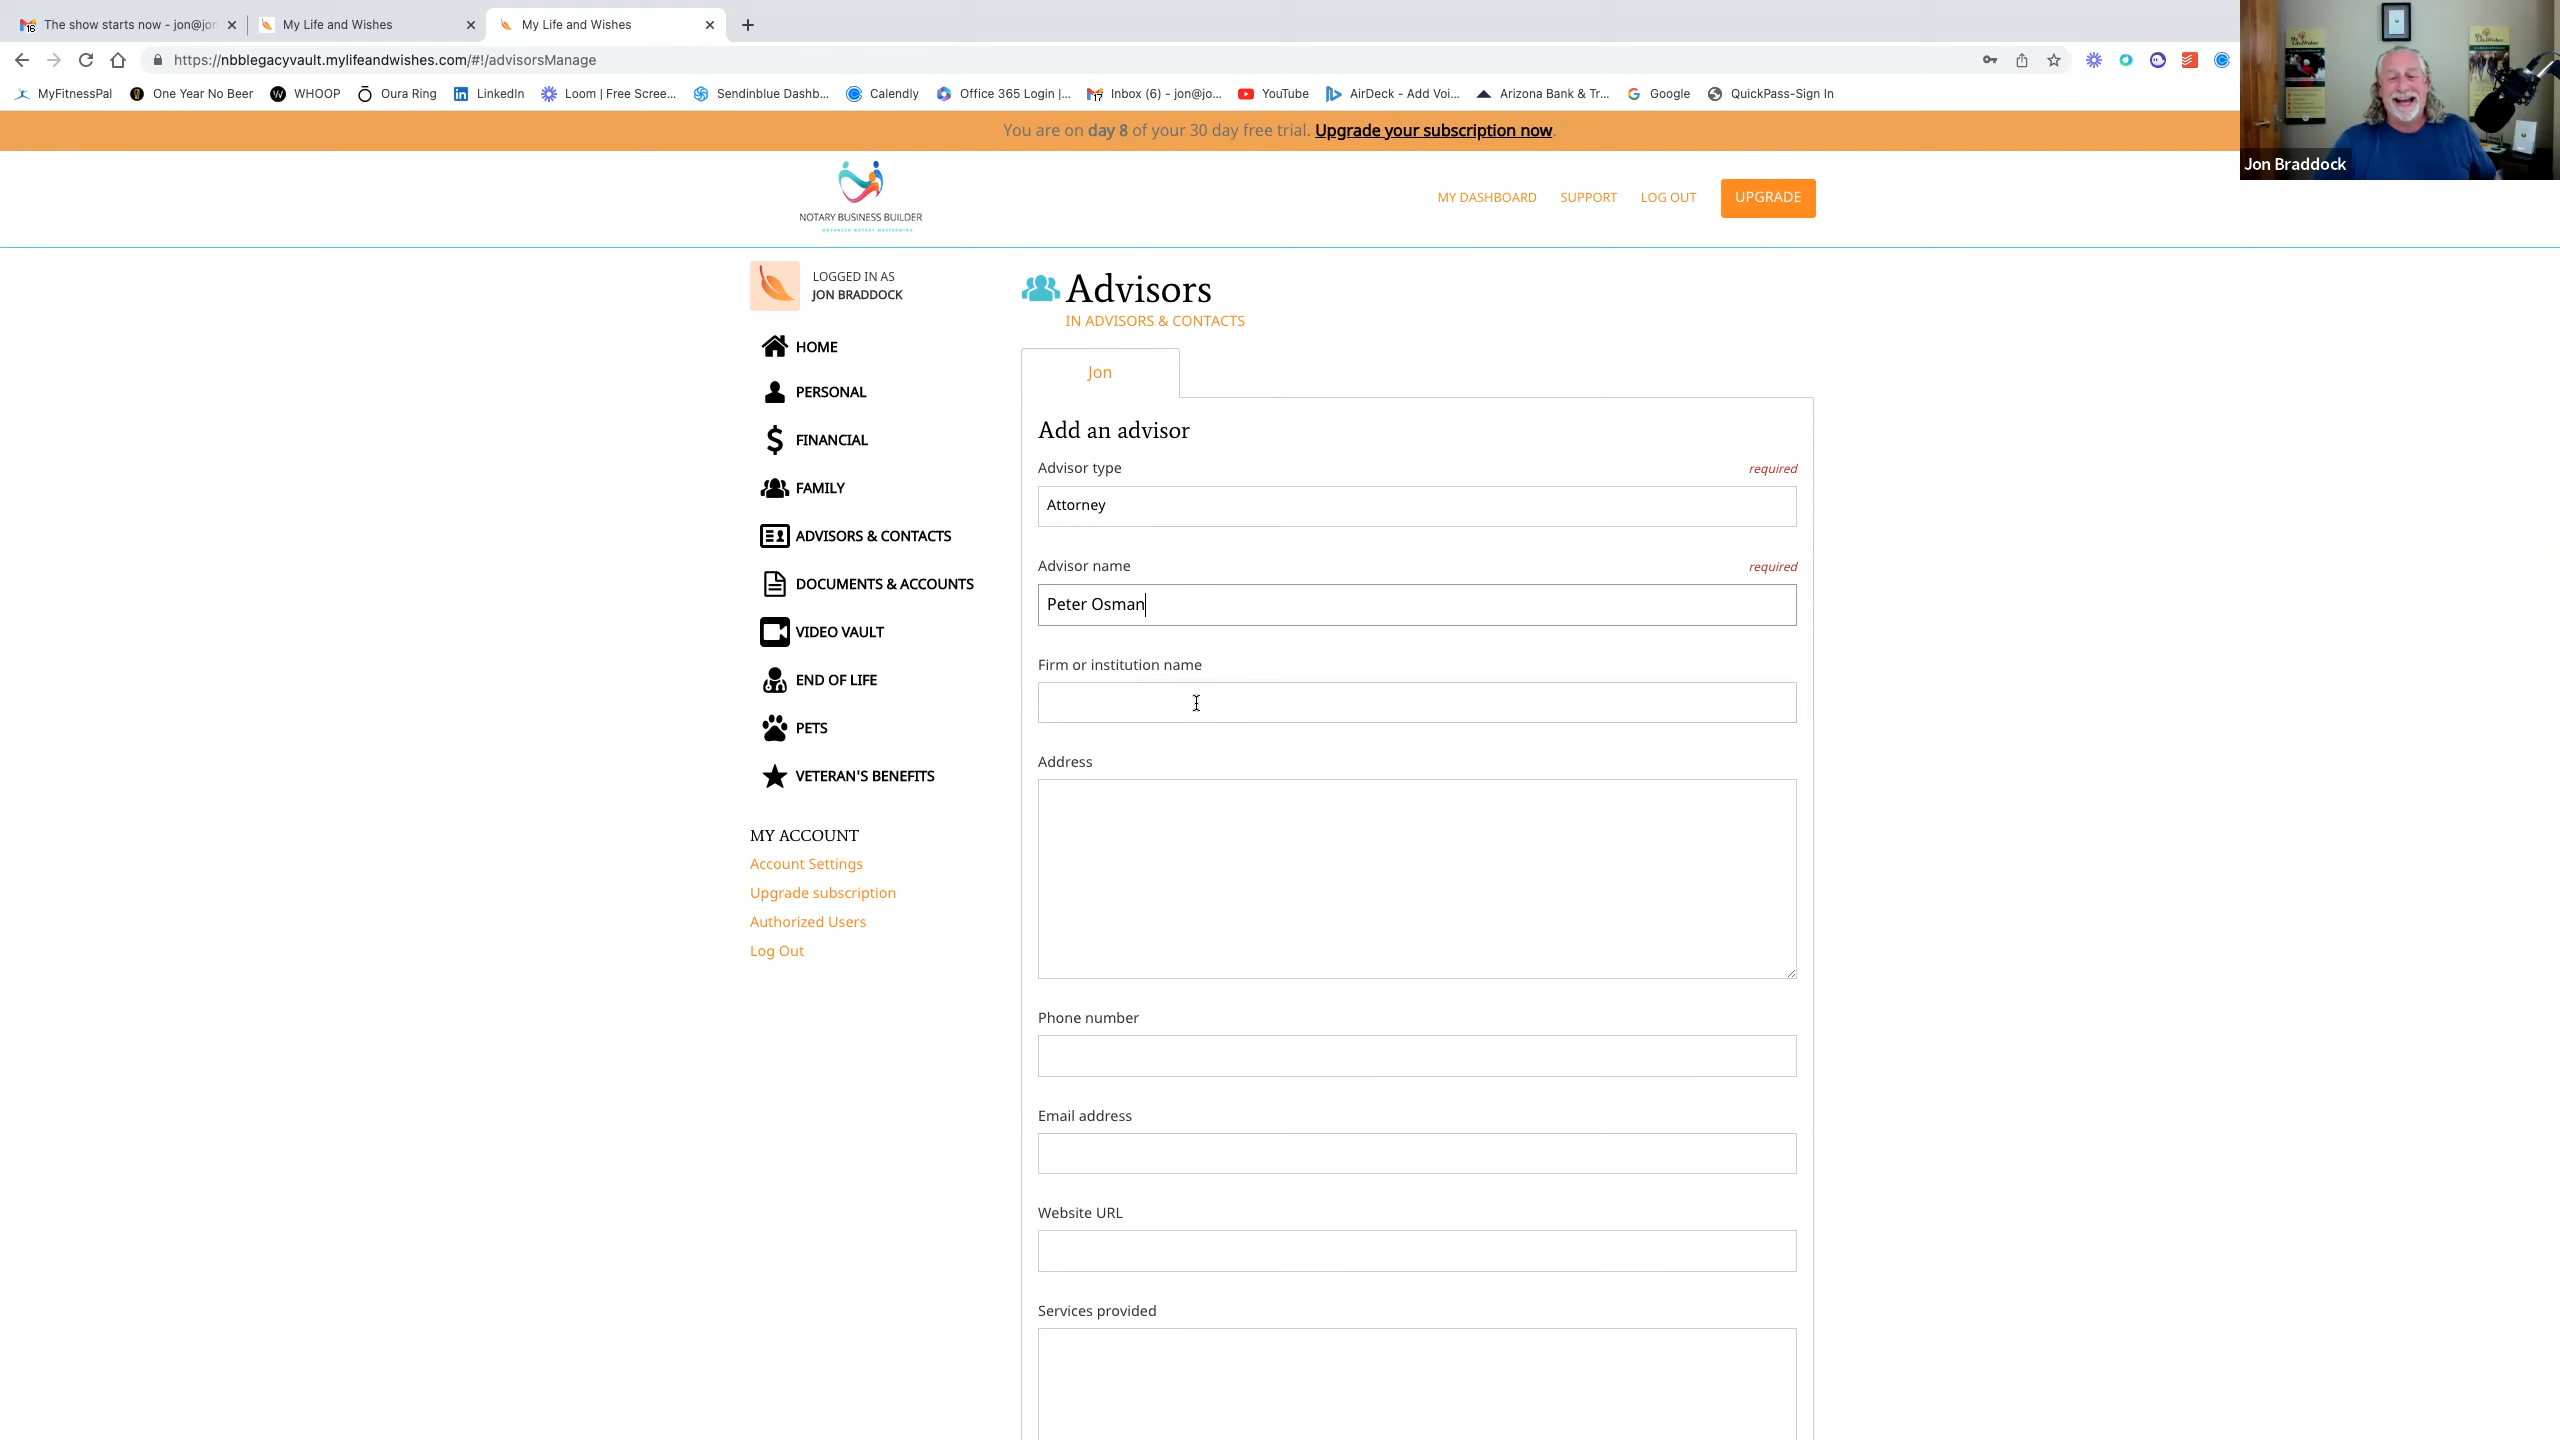 The show starts now - jon@jon
My Life and Wishes
My Life and Wishes
https://nbblegacyvault.mylifeandwishes.com/#!/advisorsManage
MyFitnessPal
One Year No Beer
WHOOP
Oura Ring
LinkedIn
Loom | Free Scree...
Sendinblue Dashb...
Calendly
Office 365 Login |...
Inbox (6) - jon@jo...
YouTube
AirDeck - Add Voi...
Arizona Bank & Tr...
Google
QuickPass-Sign In
You are on day 8 of your 30 day free trial. Upgrade your subscription now.
Jon Braddock
NOTARY BUSINESS BUILDER
ADVANCED NOTARY MASTERMIND
MY DASHBOARD
SUPPORT
LOG OUT
UPGRADE
LOGGED IN AS
JON BRADDOCK
HOME
PERSONAL
FINANCIAL
FAMILY
ADVISORS & CONTACTS
DOCUMENTS & ACCOUNTS
VIDEO VAULT
END OF LIFE
PETS
VETERAN'S BENEFITS
MY ACCOUNT
Account Settings
Upgrade subscription
Authorized Users
Log Out
Advisors
IN ADVISORS & CONTACTS
Jon
Add an advisor
Advisor type required
Attorney
Advisor name required
Peter Osman
Firm or institution name
Address
Phone number
Email address
Website URL
Services provided